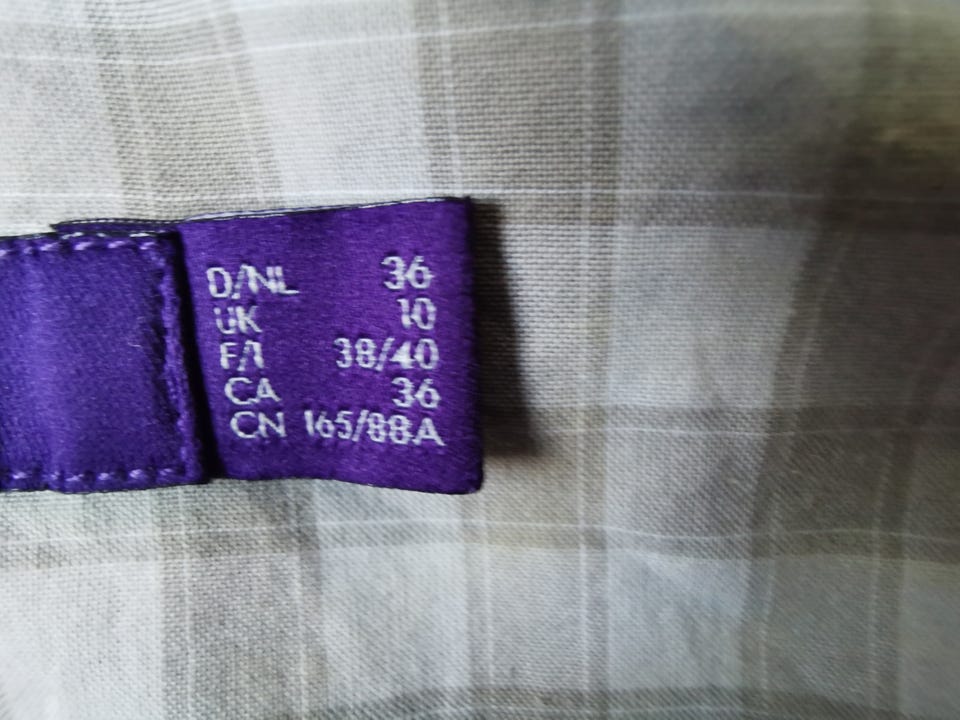 D/NL 36
UK 10
F/I 38/40
CA 36
CN 165/88A